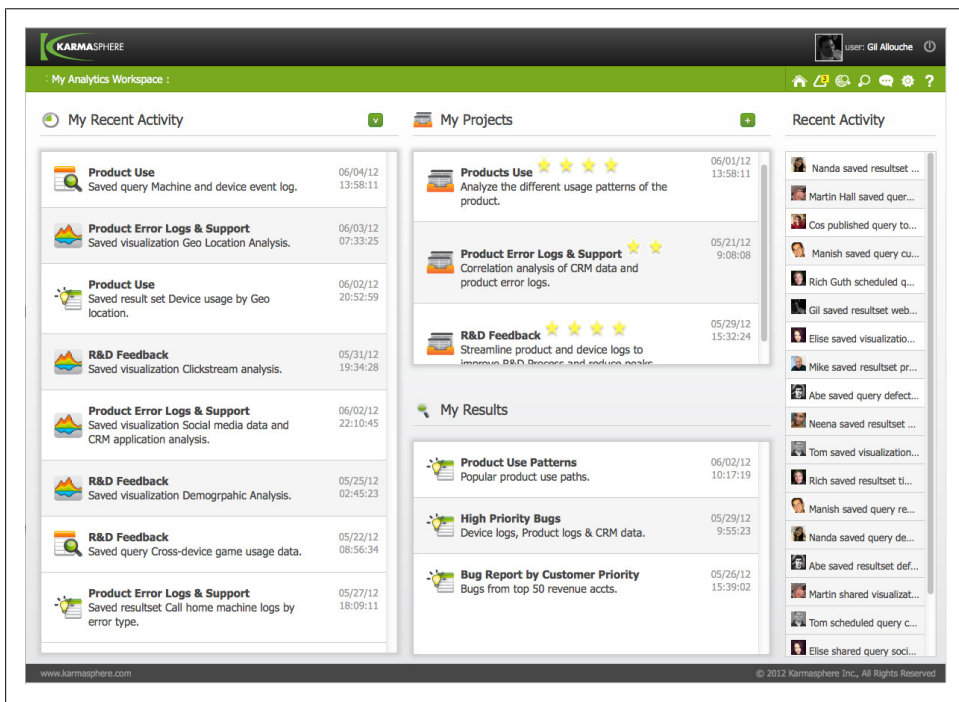 KARMASPHERE
user: Gil Allouche
: My Analytics Workspace :
3
?
My Recent Activity
v
Product Use
06/04/12
Saved query Machine and device event log.
13:58:11
Product Error Logs & Support
06/03/12
Saved visualization Geo Location Analysis.
07:33:25
Product Use
06/02/12
Saved result set Device usage by Geo
20:52:59
location.
R&D Feedback
05/31/12
Saved visualization Clickstream analysis.
19:34:28
Product Error Logs & Support
06/02/12
Saved visualization Social media data and
22:10:45
CRM application analysis.
R&D Feedback
05/25/12
Saved visualization Demogrpahic Analysis.
02:45:23
R&D Feedback
05/22/12
Saved query Cross-device game usage data.
08:56:34
Product Error Logs & Support
05/27/12
Saved resultset Call home machine logs by
18:09:11
error type.
My Projects
+
Products Use
06/01/12
13:58:11
Analyze the different usage patterns of the
product.
Product Error Logs & Support
05/21/12
9:08:08
Correlation analysis of CRM data and
product error logs.
R&D Feedback
05/29/12
15:32:24
Streamline product and device logs to
improve R&D Process and reduce peaks
My Results
Product Use Patterns
06/02/12
Popular product use paths.
10:17:19
High Priority Bugs
05/29/12
Device logs, Product logs & CRM data.
9:55:23
Bug Report by Customer Priority
05/26/12
Bugs from top 50 revenue accts.
15:39:02
Recent Activity
Nanda saved resultset ...
Martin Hall saved quer...
Cos published query to...
Manish saved query cu...
Rich Guth scheduled q...
Gil saved resultset web...
Elise saved visualizatio...
Mike saved resultset pr...
Abe saved query defect...
Neena saved resultset ...
Tom saved visualization...
Rich saved resultset ti...
Manish saved query re...
Nanda saved query de...
Abe saved resultset def...
Martin shared visualizat...
Tom scheduled query c...
Elise shared query soci...
www.karmasphere.com
© 2012 Karmasphere Inc., All Rights Reserved